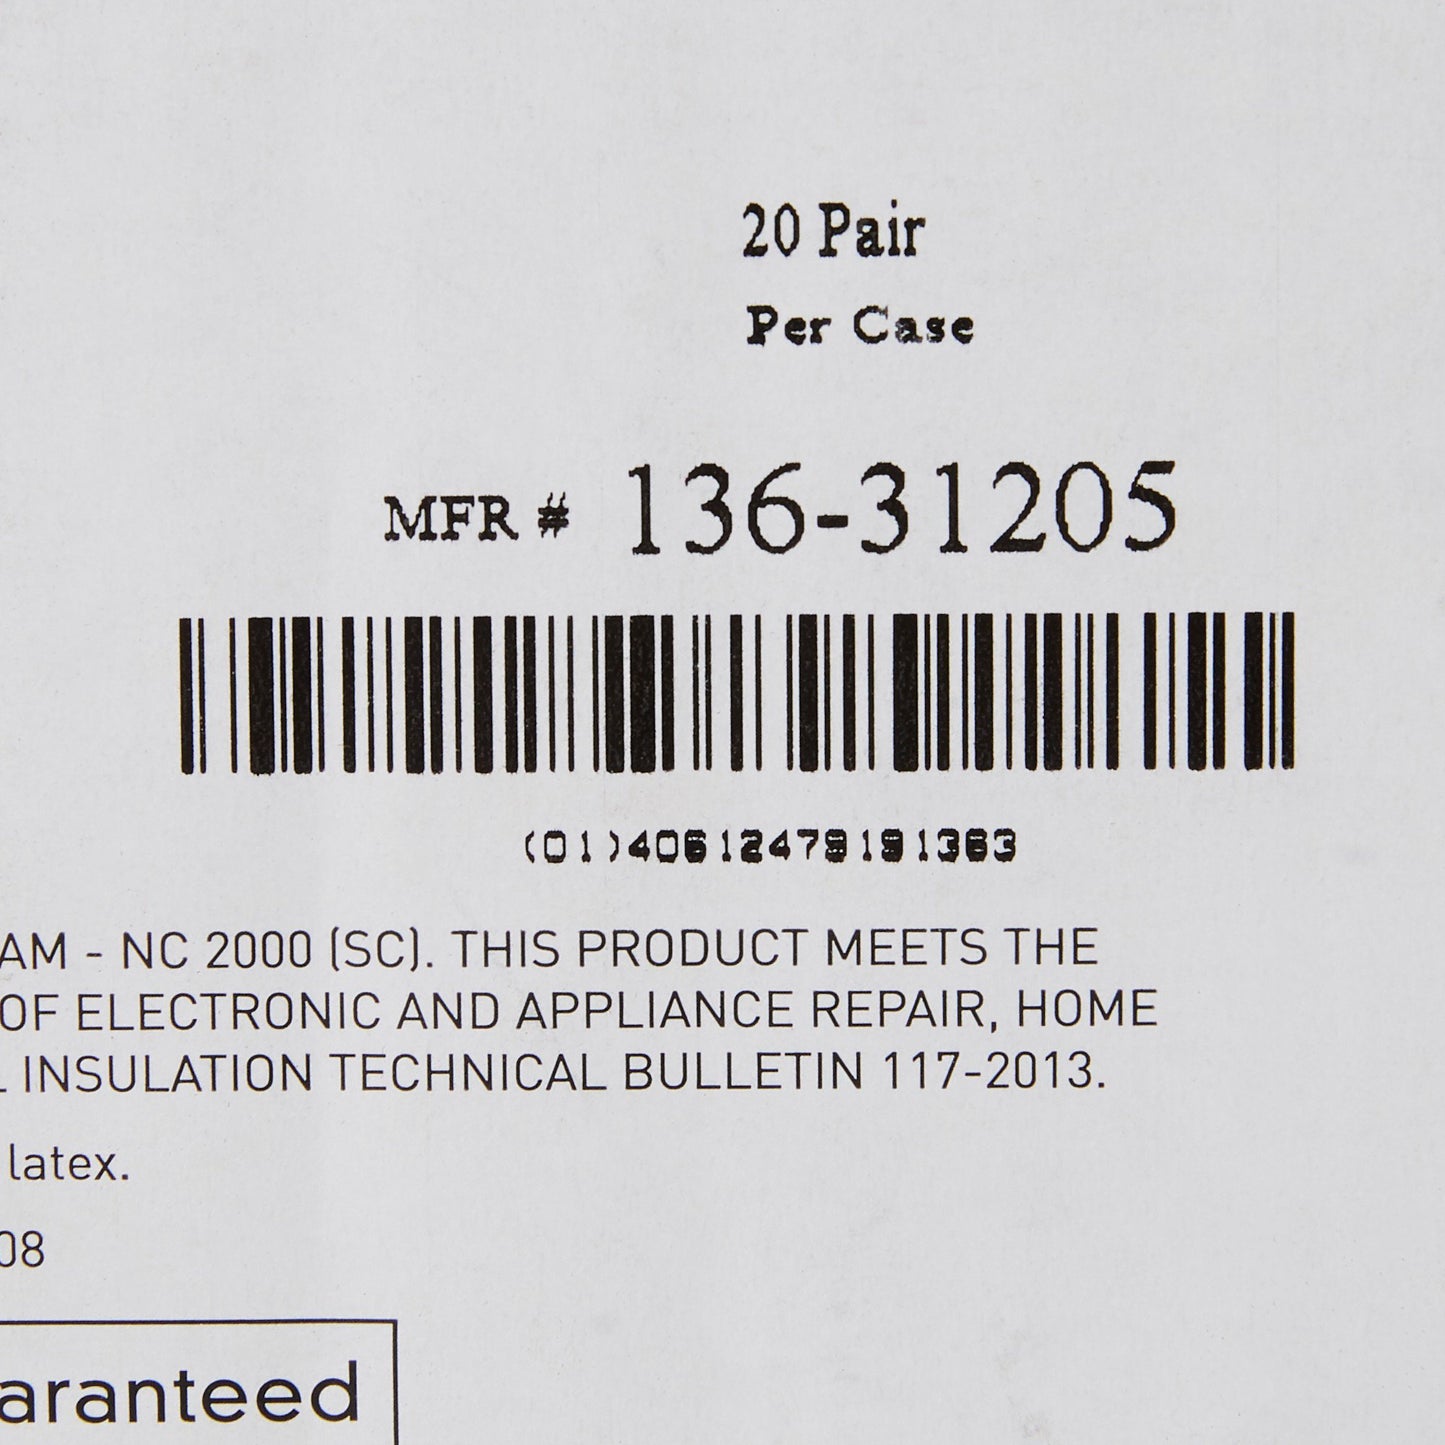 20 Pair
Per Case
MFR # 136-31205
(01)40612479191363
AM - NC 2000 (SC). THIS PRODUCT MEETS THE
OF ELECTRONIC AND APPLIANCE REPAIR, HOME
L INSULATION TECHNICAL BULLETIN 117-2013.
latex.
08
aranteed